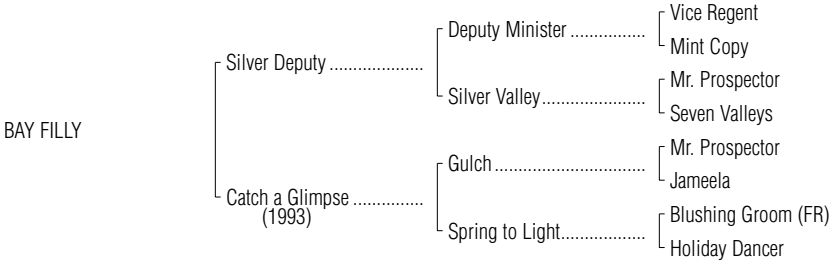 Vice Regent
Deputy Minister ................
Mint Copy
Silver Deputy ....................
Mr. Prospector
Silver Valley......................
Seven Valleys
BAY FILLY
Mr. Prospector
Gulch ................................
Jameela
Catch a Glimpse ...............
(1993)
Blushing Groom (FR)
Spring to Light..................
Holiday Dancer